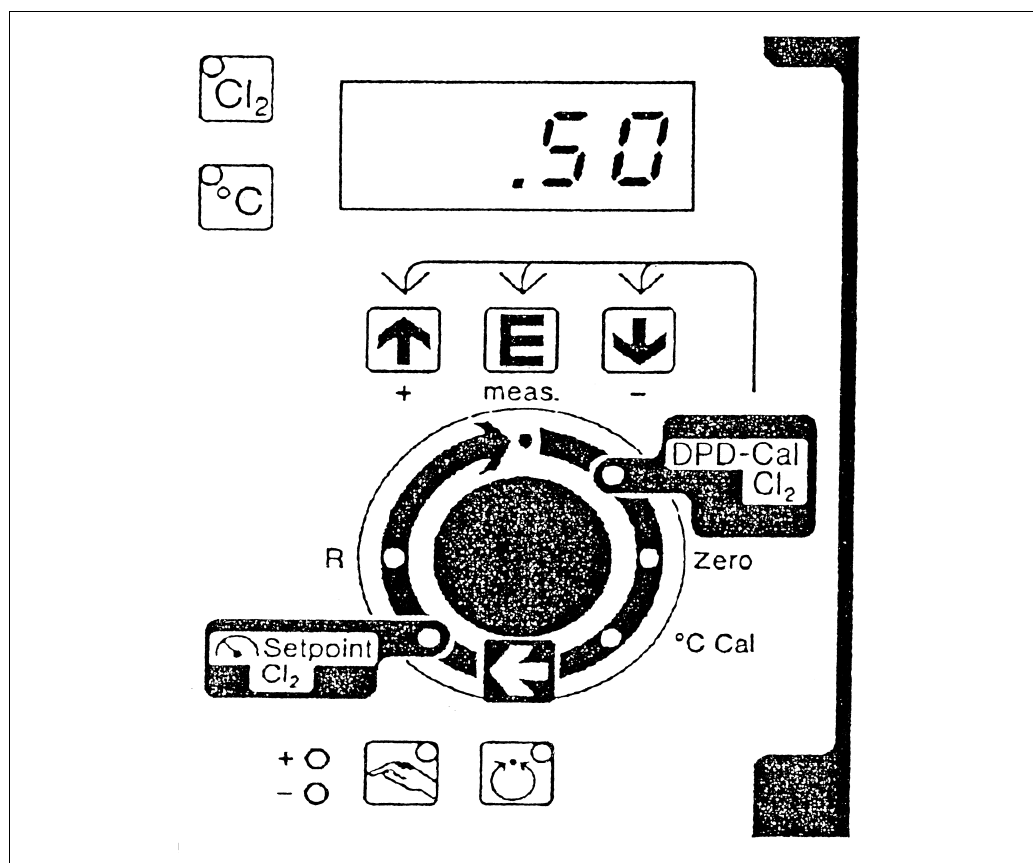 Cl₂
.50
°C
E
+ meas. -
DPD-Cal
Cl₂
R
Zero
Setpoint
Cl₂
°C Cal
+
-